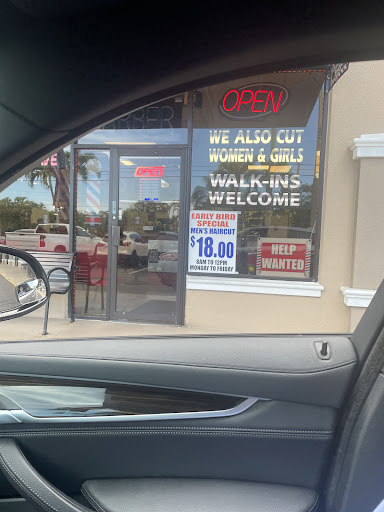 OPEN
WE ALSO CUT
WOMEN & GIRLS
WALK-INS
WELCOME
OPEN
EARLY BIRD
SPECIAL
MEN'S HAIRCUT
$18.00
8AM TO 12PM
MONDAY TO FRIDAY
HELP
WANTED